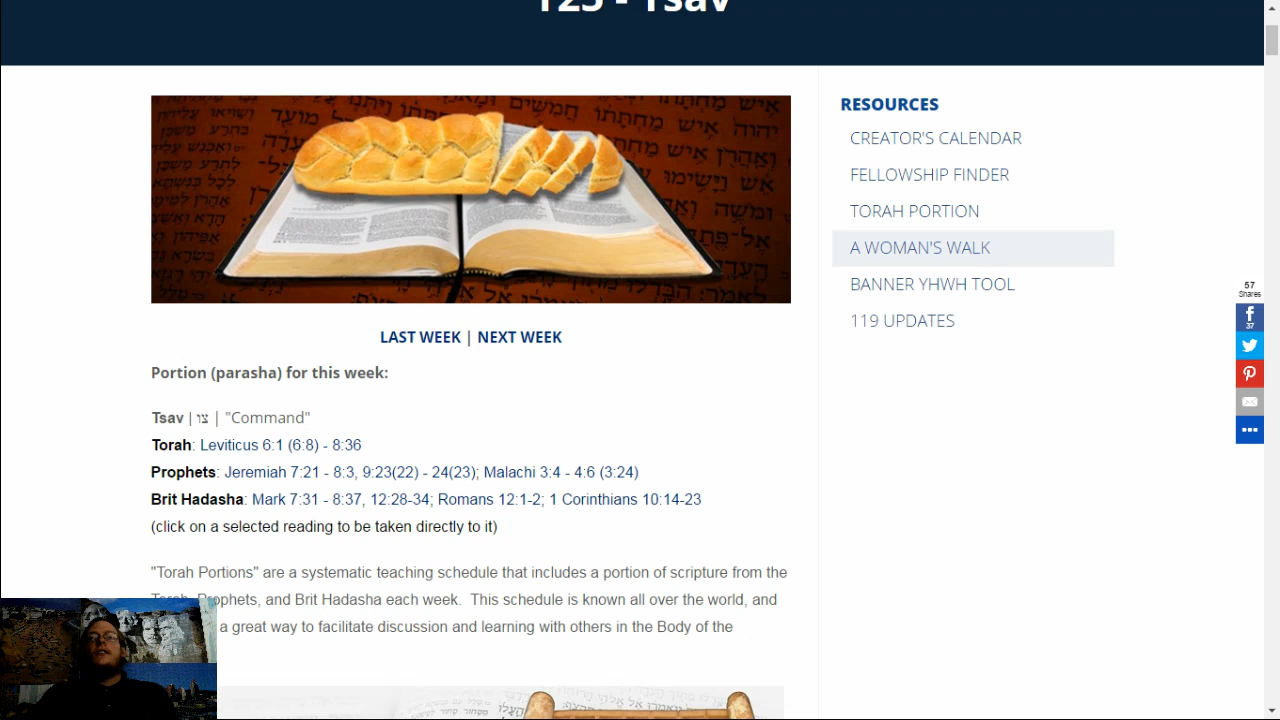 T25 - Tsav
RESOURCES
CREATOR'S CALENDAR
FELLOWSHIP FINDER
TORAH PORTION
A WOMAN'S WALK
BANNER YHWH TOOL
119 UPDATES
57
Shares
37
LAST WEEK | NEXT WEEK
Portion (parasha) for this week:
Tsav | צו | "Command"
Torah: Leviticus 6:1 (6:8) - 8:36
Prophets: Jeremiah 7:21 - 8:3, 9:23(22) - 24(23); Malachi 3:4 - 4:6 (3:24)
Brit Hadasha: Mark 7:31 - 8:37, 12:28-34; Romans 12:1-2; 1 Corinthians 10:14-23
(click on a selected reading to be taken directly to it)
"Torah Portions" are a systematic teaching schedule that includes a portion of scripture from the
Torah, Prophets, and Brit Hadasha each week. This schedule is known all over the world, and
a great way to facilitate discussion and learning with others in the Body of the